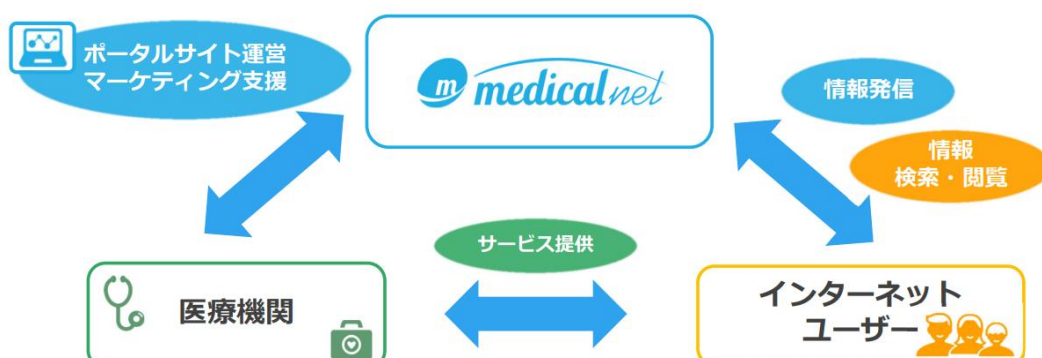 ポータルサイト運営
マーケティング支援
m medicalnet
情報発信
情報
検索・閲覧
サービス提供
医療機関
インターネット
ユーザー